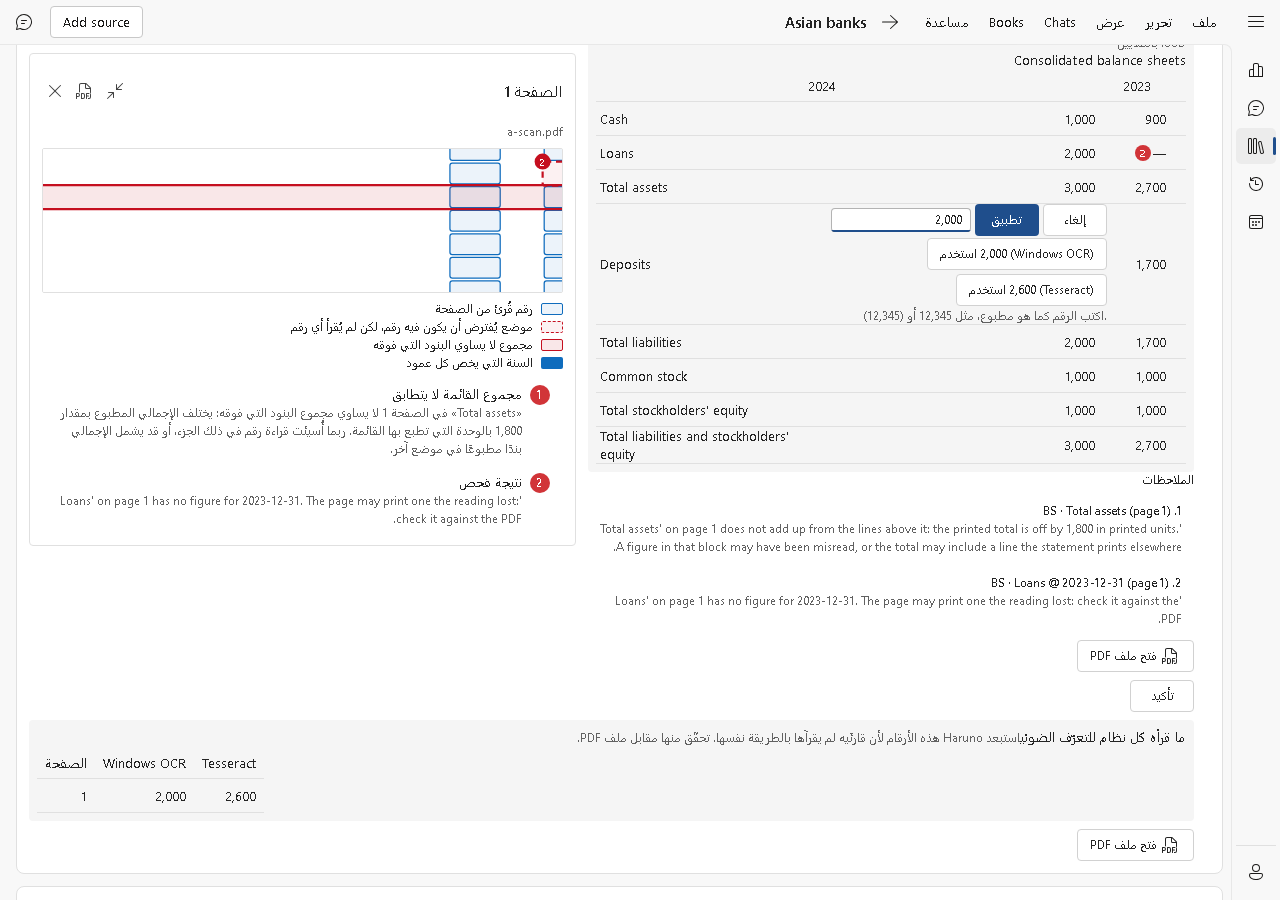 ملف تحرير عرض Chats Books مساعدة Asian banks Add source
بالملايين
Consolidated balance sheets
2023 2024
Cash 1,000 900
Loans 2,000 — 2
Total assets 3,000 2,700
إلغاء تطبيق 2,000
استخدم 2,000 (Windows OCR)
Deposits 1,700
استخدم 2,600 (Tesseract)
اكتب الرقم كما هو مطبوع، مثل 12,345 أو (12,345).
Total liabilities 2,000 1,700
Common stock 1,000 1,000
Total stockholders' equity 1,000 1,000
Total liabilities and stockholders'
equity 3,000 2,700
الملاحظات
1. BS · Total assets (page 1)
'Total assets' on page 1 does not add up from the lines above it: the printed total is off by 1,800 in printed units.
A figure in that block may have been misread, or the total may include a line the statement prints elsewhere.
2. BS · Loans @ 2023-12-31 (page 1)
'Loans' on page 1 has no figure for 2023-12-31. The page may print one the reading lost: check it against the
PDF.
فتح ملف PDF
تأكيد
الصفحة 1
PDF
a-scan.pdf
2
رقم قُرئ من الصفحة
موضع يُفترض أن يكون فيه رقم، لكن لم يُقرأ أي رقم
مجموع لا يساوي البنود التي فوقه
السنة التي يخص كل عمود
1 مجموع القائمة لا يتطابق
«Total assets» في الصفحة 1 لا يساوي مجموع البنود التي فوقه: يختلف الإجمالي المطبوع بمقدار
1,800 بالوحدة التي تطبع بها القائمة. ربما أُسيئت قراءة رقم في ذلك الجزء، أو قد يشمل الإجمالي
بندًا مطبوعًا في موضع آخر.
2 نتيجة فحص
'Loans' on page 1 has no figure for 2023-12-31. The page may print one the reading lost:
check it against the PDF.
ما قرأه كل نظام للتعرّف الضوئي استبعد Haruno هذه الأرقام لأن قارئيه لم يقرآها بالطريقة نفسها. تحقّق منها مقابل ملف PDF.
الصفحة Windows OCR Tesseract
1 2,000 2,600
فتح ملف PDF